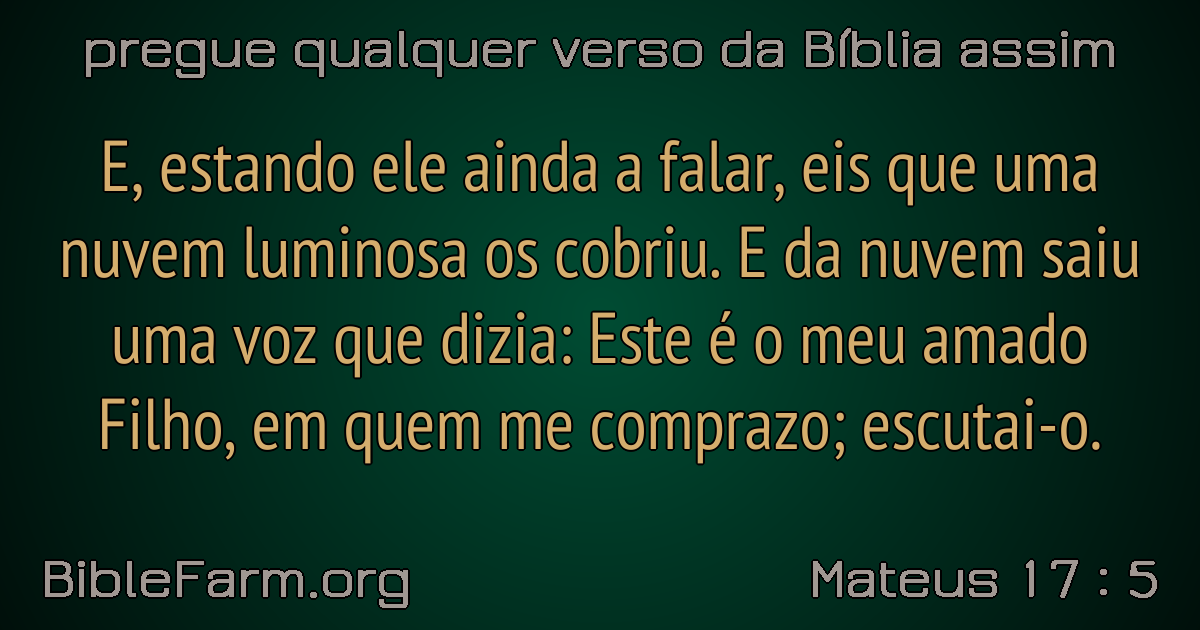 pregue qualquer verso da Bíblia assim
E, estando ele ainda a falar, eis que uma
nuvem luminosa os cobriu. E da nuvem saiu
uma voz que dizia: Este é o meu amado
Filho, em quem me comprazo; escutai-o.
BibleFarm.org
Mateus 17 : 5